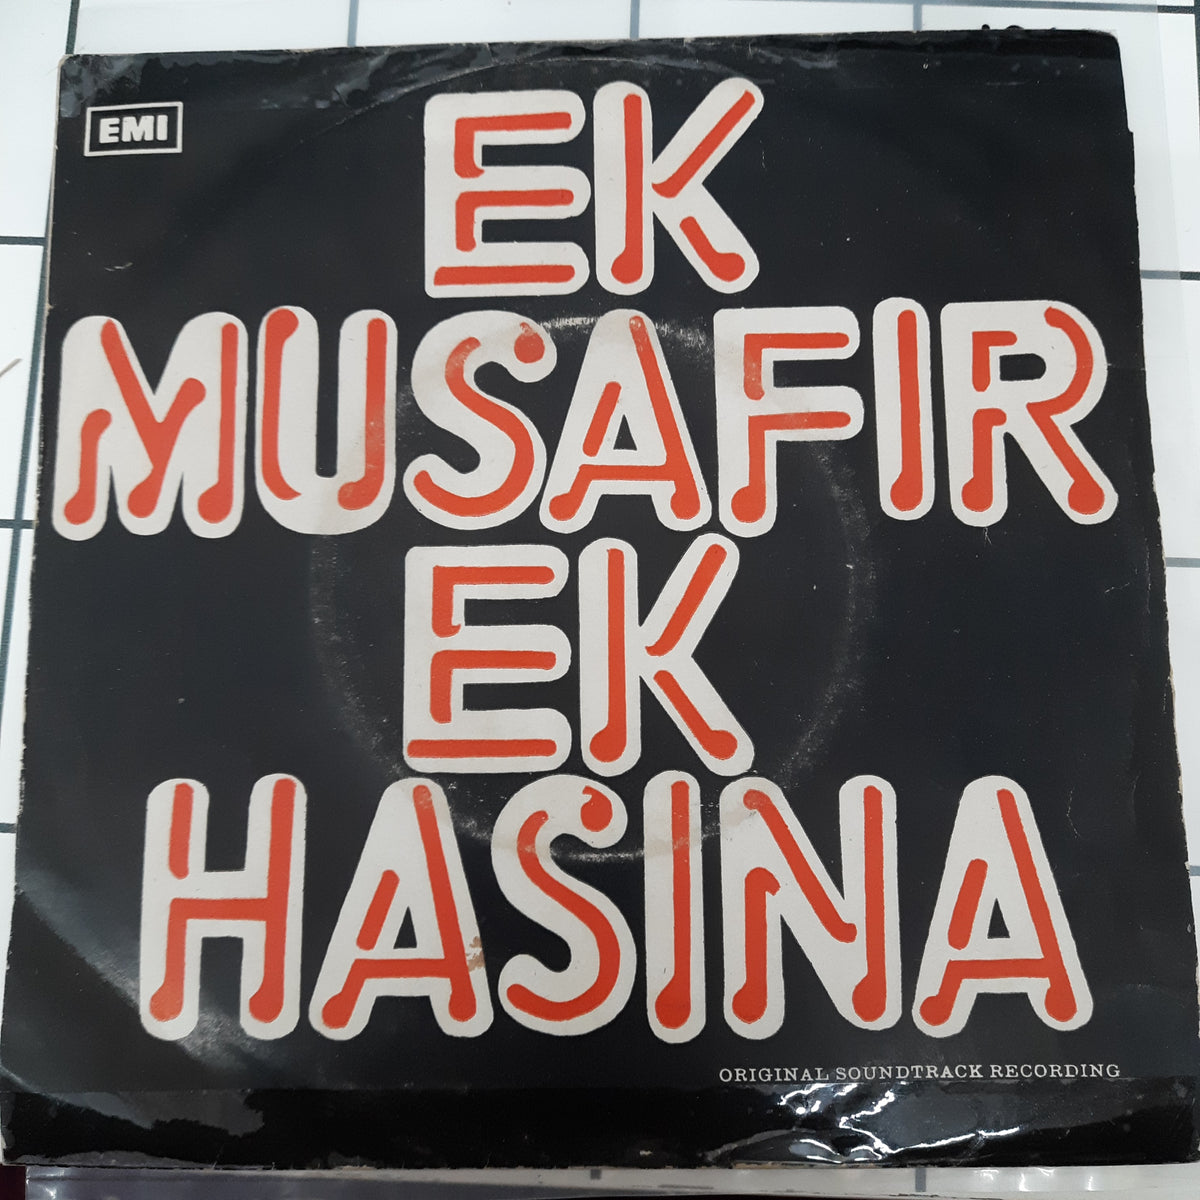 EMI
EK
MUSAFIR
EK
HASINA
ORIGINAL SOUNDTRACK RECORDING